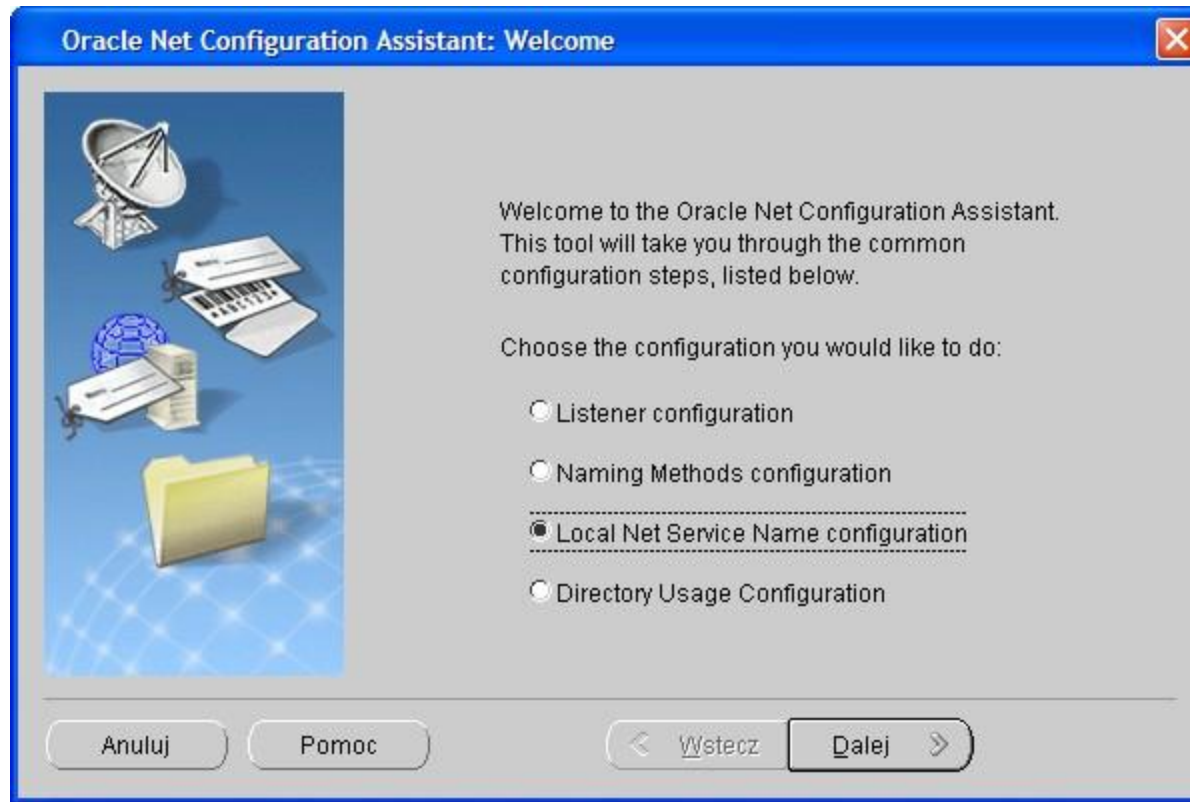 Oracle Net Configuration Assistant: Welcome
Welcome to the Oracle Net Configuration Assistant.
This tool will take you through the common
configuration steps, listed below.
Choose the configuration you would like to do:
Listener configuration
Naming Methods configuration
Local Net Service Name configuration
Directory Usage Configuration
Anuluj
Pomoc
Wstecz
Dalej